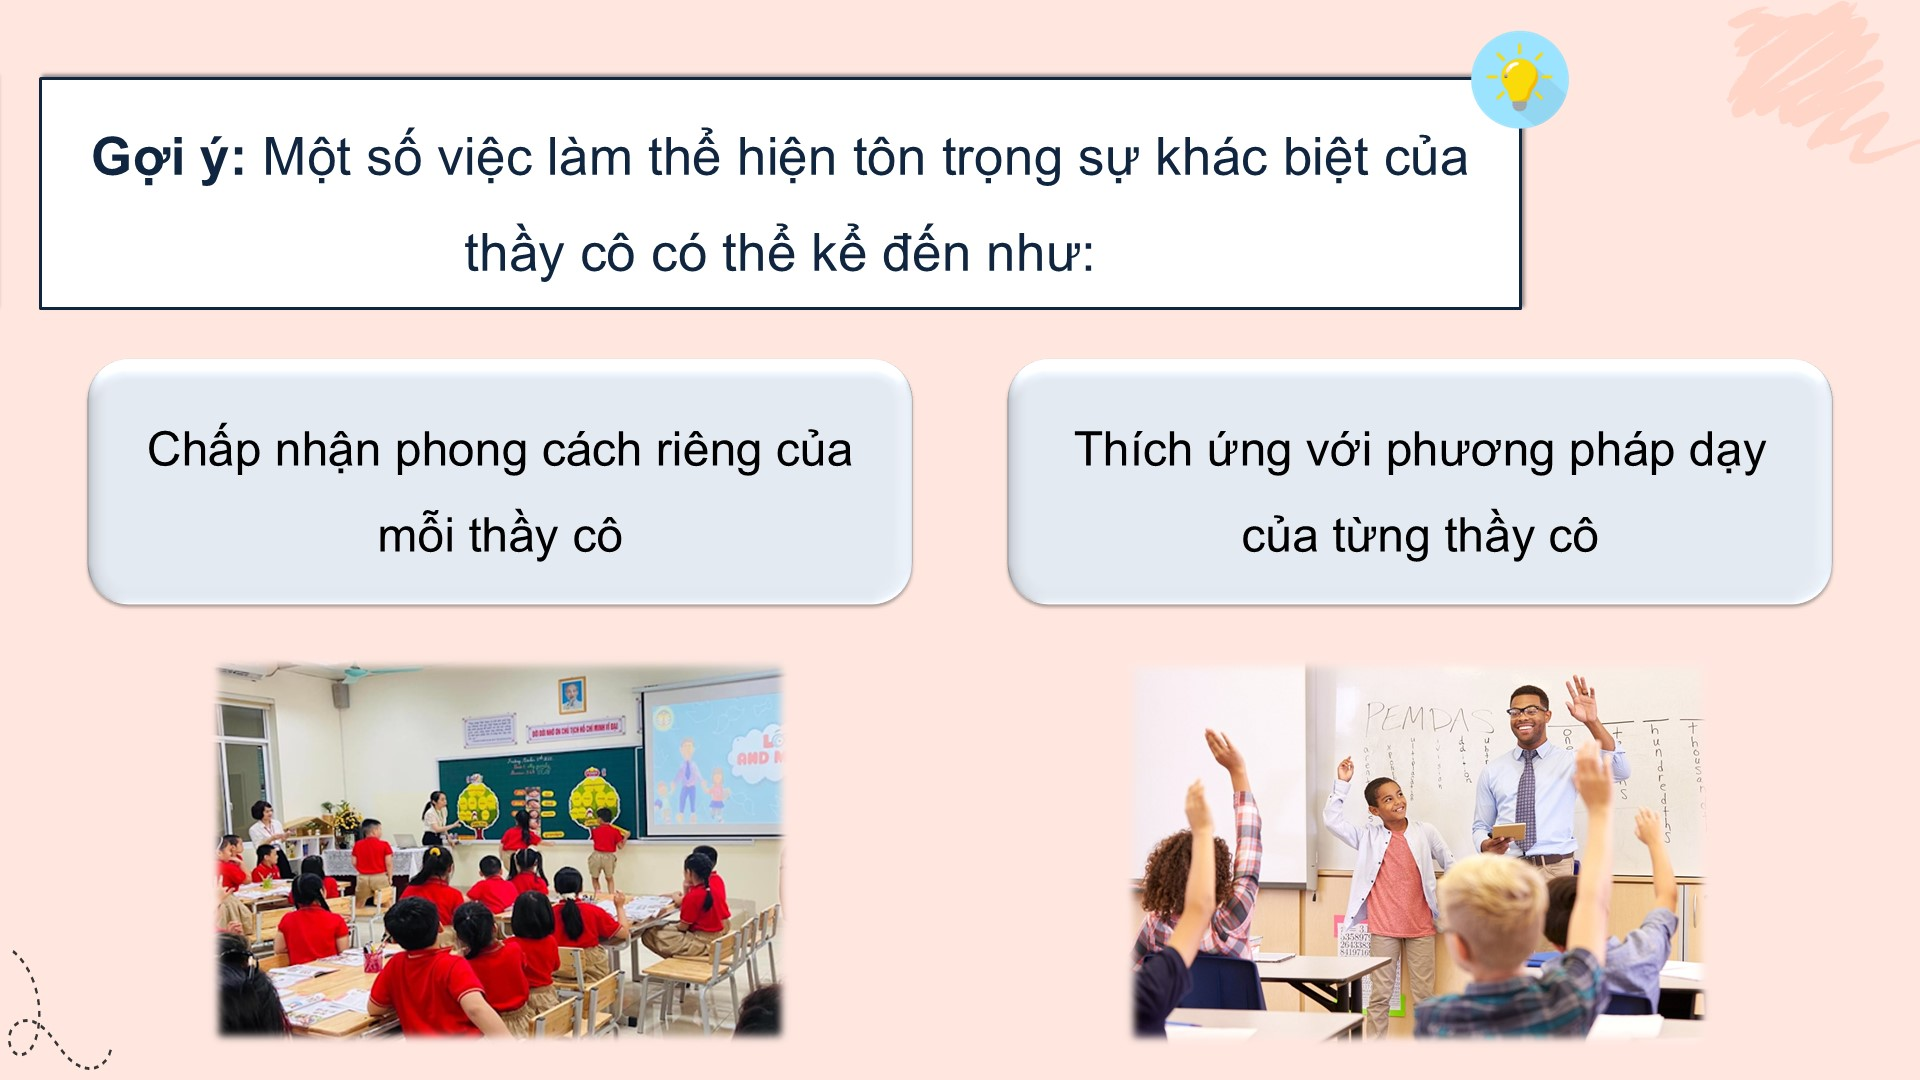 Gợi ý: Một số việc làm thể hiện tôn trọng sự khác biệt của
thầy cô có thể kể đến như:
Chấp nhận phong cách riêng của
mỗi thầy cô
Thích ứng với phương pháp dạy
của từng thầy cô
AND
PEMDAS
hundredths